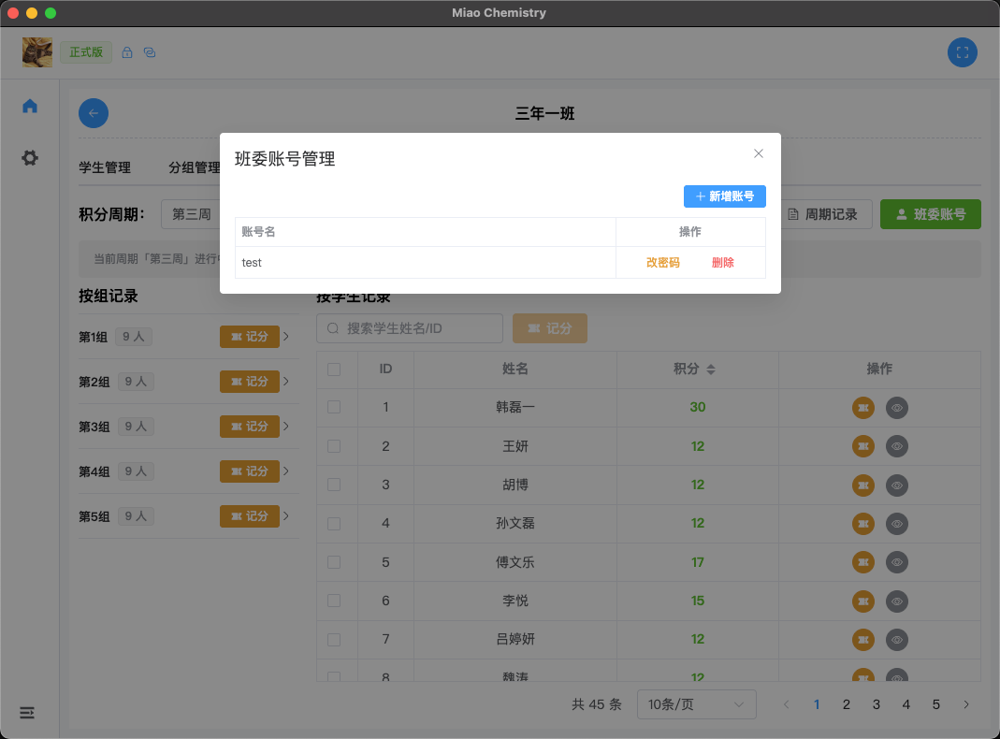 Miao Chemistry
正式版
三年一班
班委账号管理
学生管理 分组管理
新增账号
积分周期: 第三周 周期记录 班委账号
账号名 操作
test 改密码 删除
当前周期「第三周」进行
按组记录 按学生记录
第1组 9 人 记分
第2组 9 人 记分
第3组 9 人 记分
第4组 9 人 记分
第5组 9 人 记分
搜索学生姓名/ID 记分
ID 姓名 积分 操作
1 韩磊一 30
2 王妍 12
3 胡博 12
4 孙文磊 12
5 傅文乐 17
6 李悦 15
7 吕婷妍 12
8 魏涛 12
共 45 条 10条/页 1 2 3 4 5